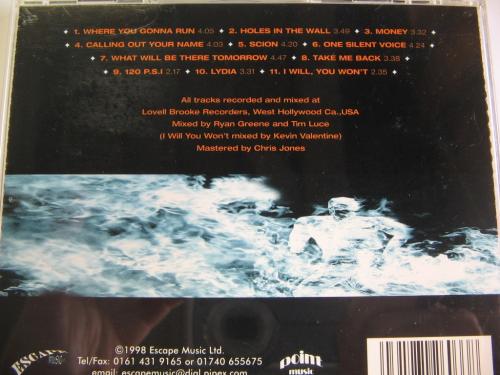 1. WHERE YOU GONNA RUN 4.05 ✦ 2. HOLES IN THE WALL 3.49 ✦ 3. MONEY 3.32
✦ 4. CALLING OUT YOUR NAME 4.03 ✦ 5. SCION 4.20 ✦ 6. ONE SILENT VOICE 4.24
✦ 7. WHAT WILL BE THERE TOMORROW 4.47 ✦ 8. TAKE ME BACK 3.38
✦ 9. 120 P.S.I 2.17 ✦ 10. LYDIA 3.31 ✦ 11. I WILL, YOU WON'T 2.35 ✦
All tracks recorded and mixed at
Lovell Brooke Recorders, West Hollywood Ca.,USA
Mixed by Ryan Greene and Tim Luce
(I Will You Won't mixed by Kevin Valentine)
Mastered by Chris Jones
ESCAPE
MUSIC
©1998 Escape Music Ltd.
Tel/Fax: 0161 431 9165 or 01740 655675
email: escapemusic@dial.pipex.com
point
music